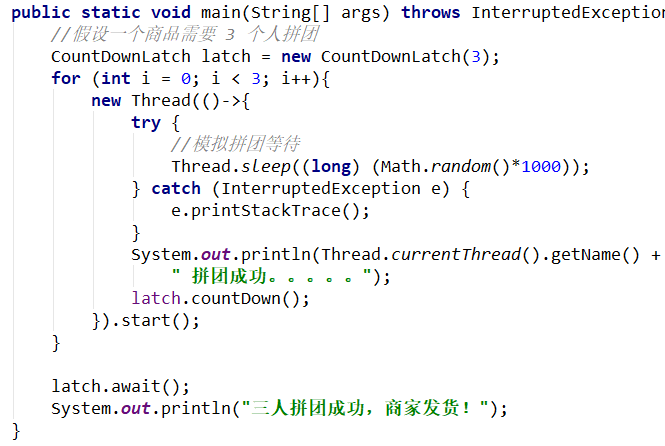 public static void main(String[] args) throws InterruptedException
//假设一个商品需要 3 个人拼团
CountDownLatch latch = new CountDownLatch(3);
for (int i = 0; i < 3; i++){
new Thread(()->{
try {
//模拟拼团等待
Thread.sleep((long) (Math.random()*1000));
} catch (InterruptedException e) {
e.printStackTrace();
}
System.out.println(Thread.currentThread().getName() +
" 拼团成功。。。。。");
latch.countDown();
}).start();
}
latch.await();
System.out.println("三人拼团成功，商家发货！");
}